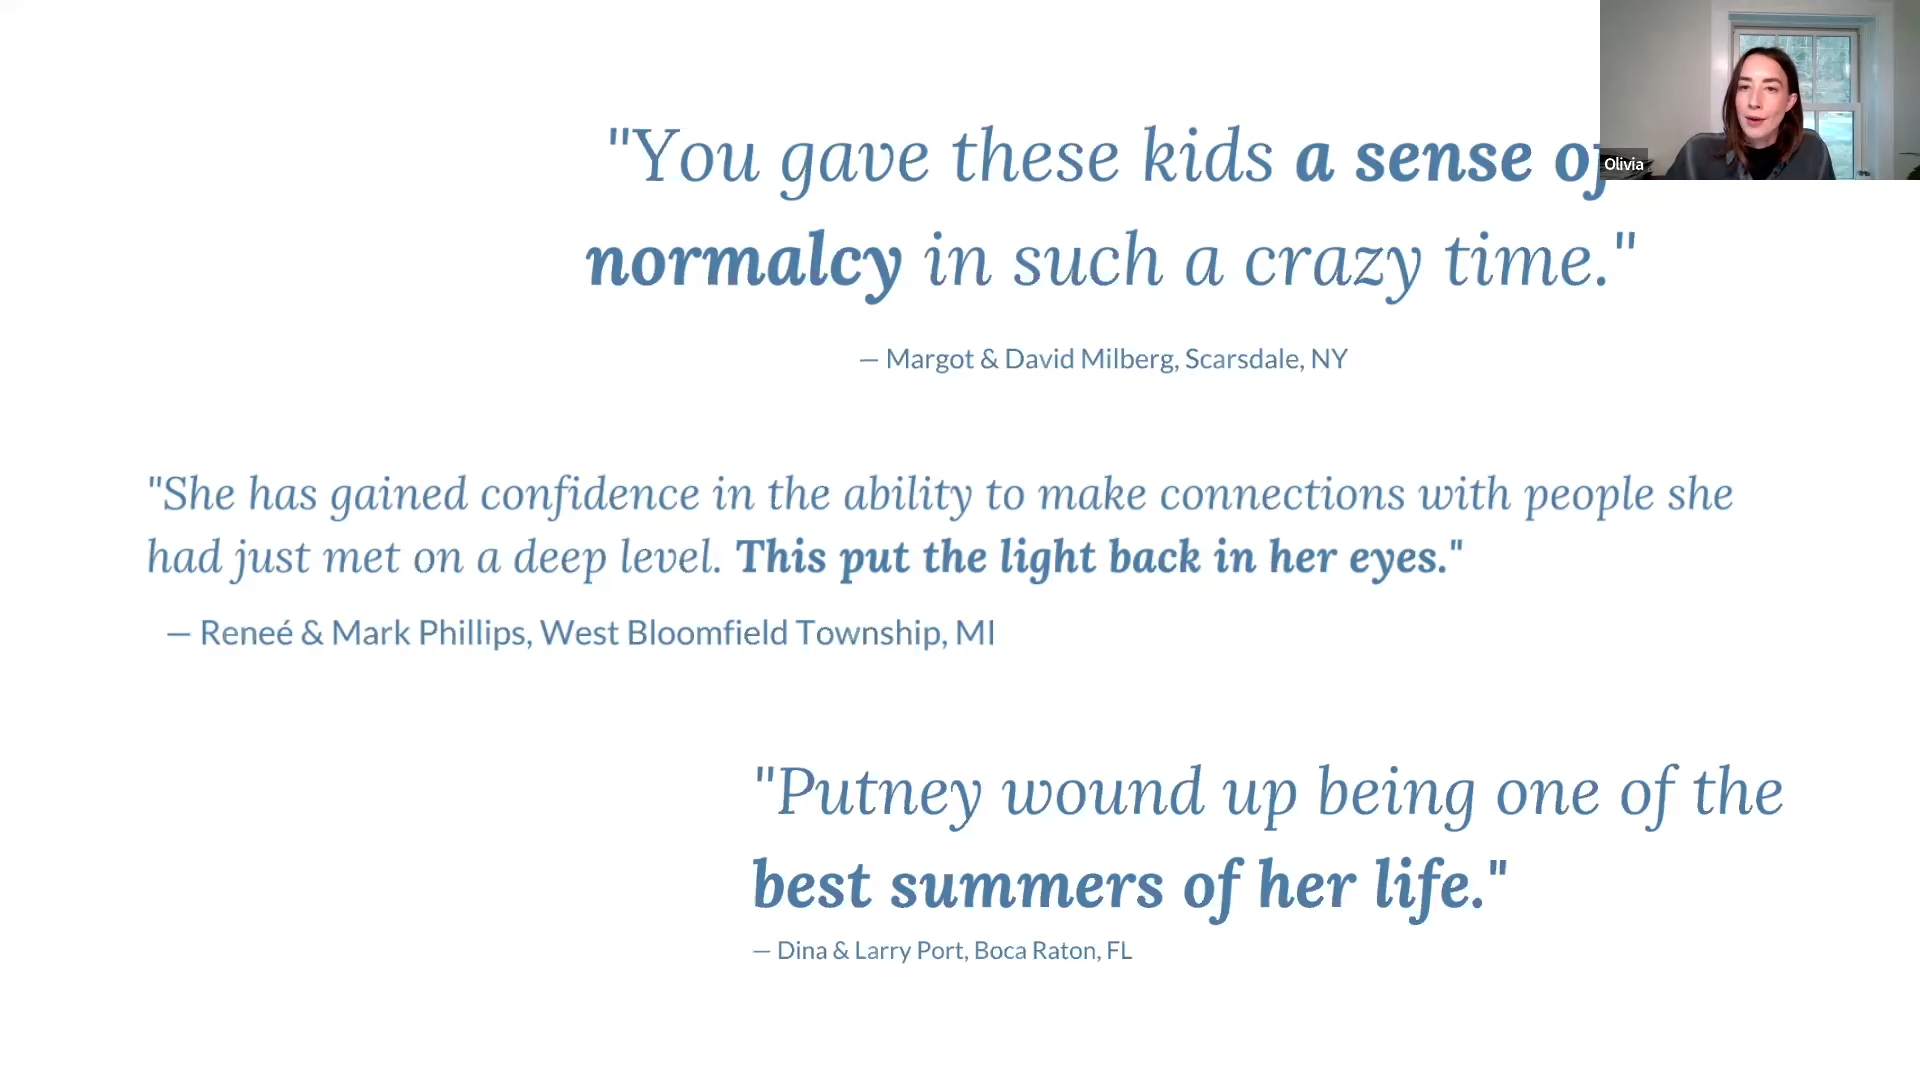 "You gave these kids a sense of
Olivia
normalcy in such a crazy time."
— Margot & David Milberg, Scarsdale, NY
"She has gained confidence in the ability to make connections with people she
had just met on a deep level. This put the light back in her eyes."
— Reneé & Mark Phillips, West Bloomfield Township, MI
"Putney wound up being one of the
best summers of her life."
— Dina & Larry Port, Boca Raton, FL